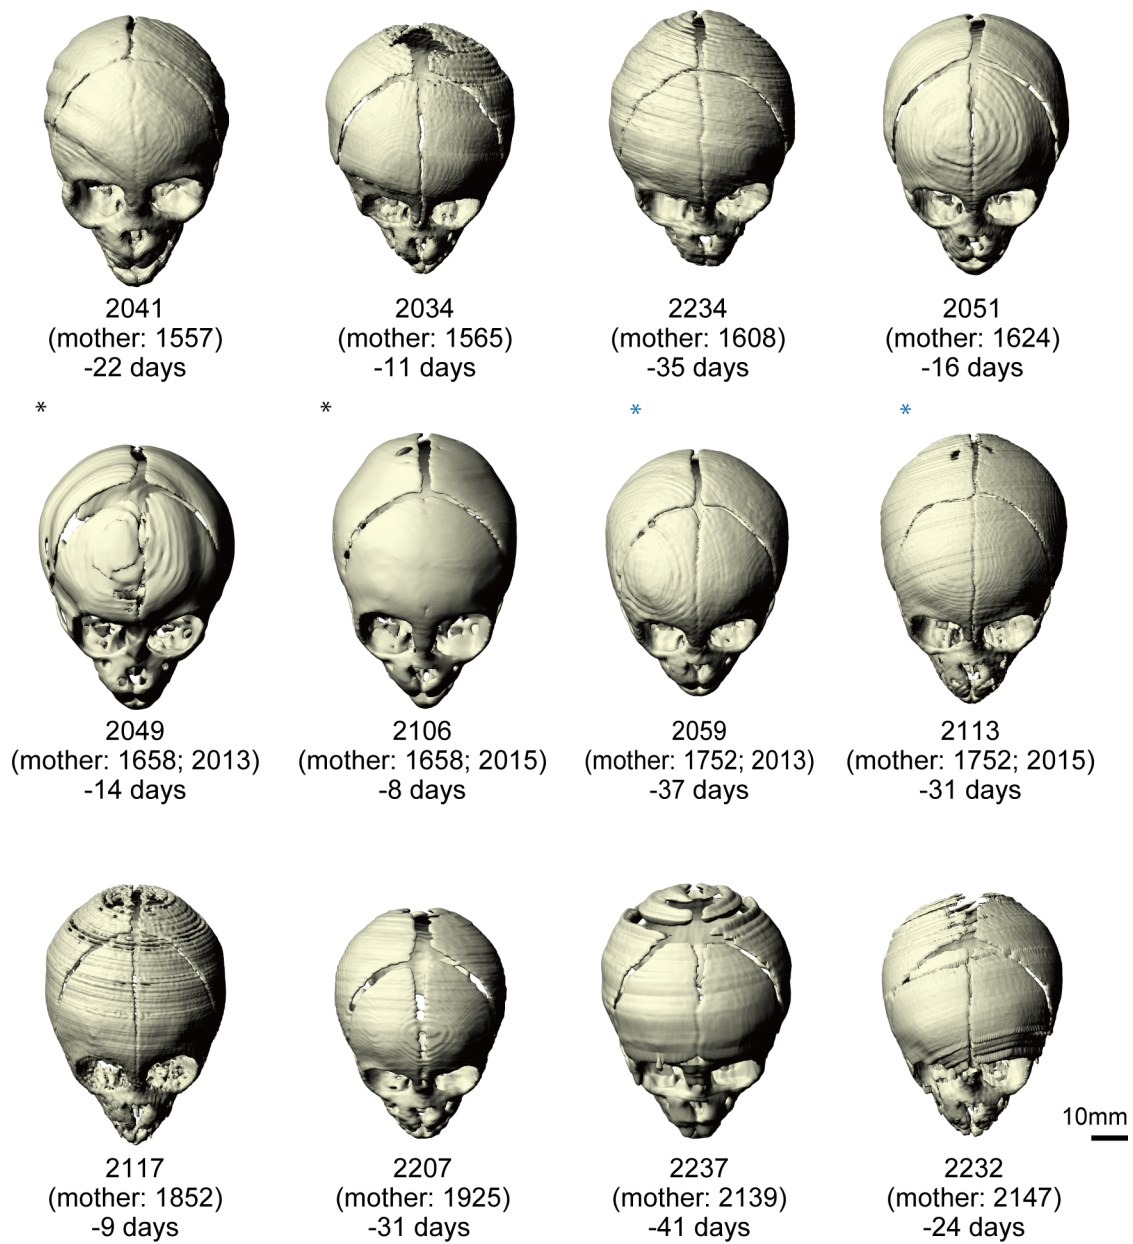 2041
(mother: 1557)
-22 days
2034
(mother: 1565)
-11 days
2234
(mother: 1608)
-35 days
2051
(mother: 1624)
-16 days
*
*
*
*
2049
(mother: 1658; 2013)
-14 days
2106
(mother: 1658; 2015)
-8 days
2059
(mother: 1752; 2013)
-37 days
2113
(mother: 1752; 2015)
-31 days
10mm
2117
(mother: 1852)
-9 days
2207
(mother: 1925)
-31 days
2237
(mother: 2139)
-41 days
2232
(mother: 2147)
-24 days